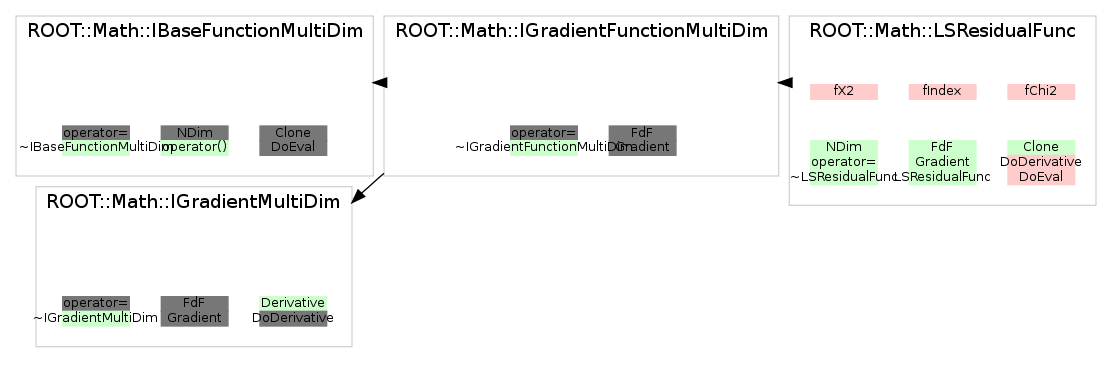 ROOT::Math::IBaseFunctionMultiDim
operator= NDim Clone
~IBaseFunctionMultiDim operator() DoEval
ROOT::Math::IGradientFunctionMultiDim
operator= FdF
~IGradientFunctionMultiDim Gradient
ROOT::Math::LSResidualFunc
fX2 fIndex fChi2
NDim FdF Clone
operator= Gradient DoDerivative
~LSResidualFunc LSResidualFunc DoEval
ROOT::Math::IGradientMultiDim
operator= FdF Derivative
~IGradientMultiDim Gradient DoDerivative